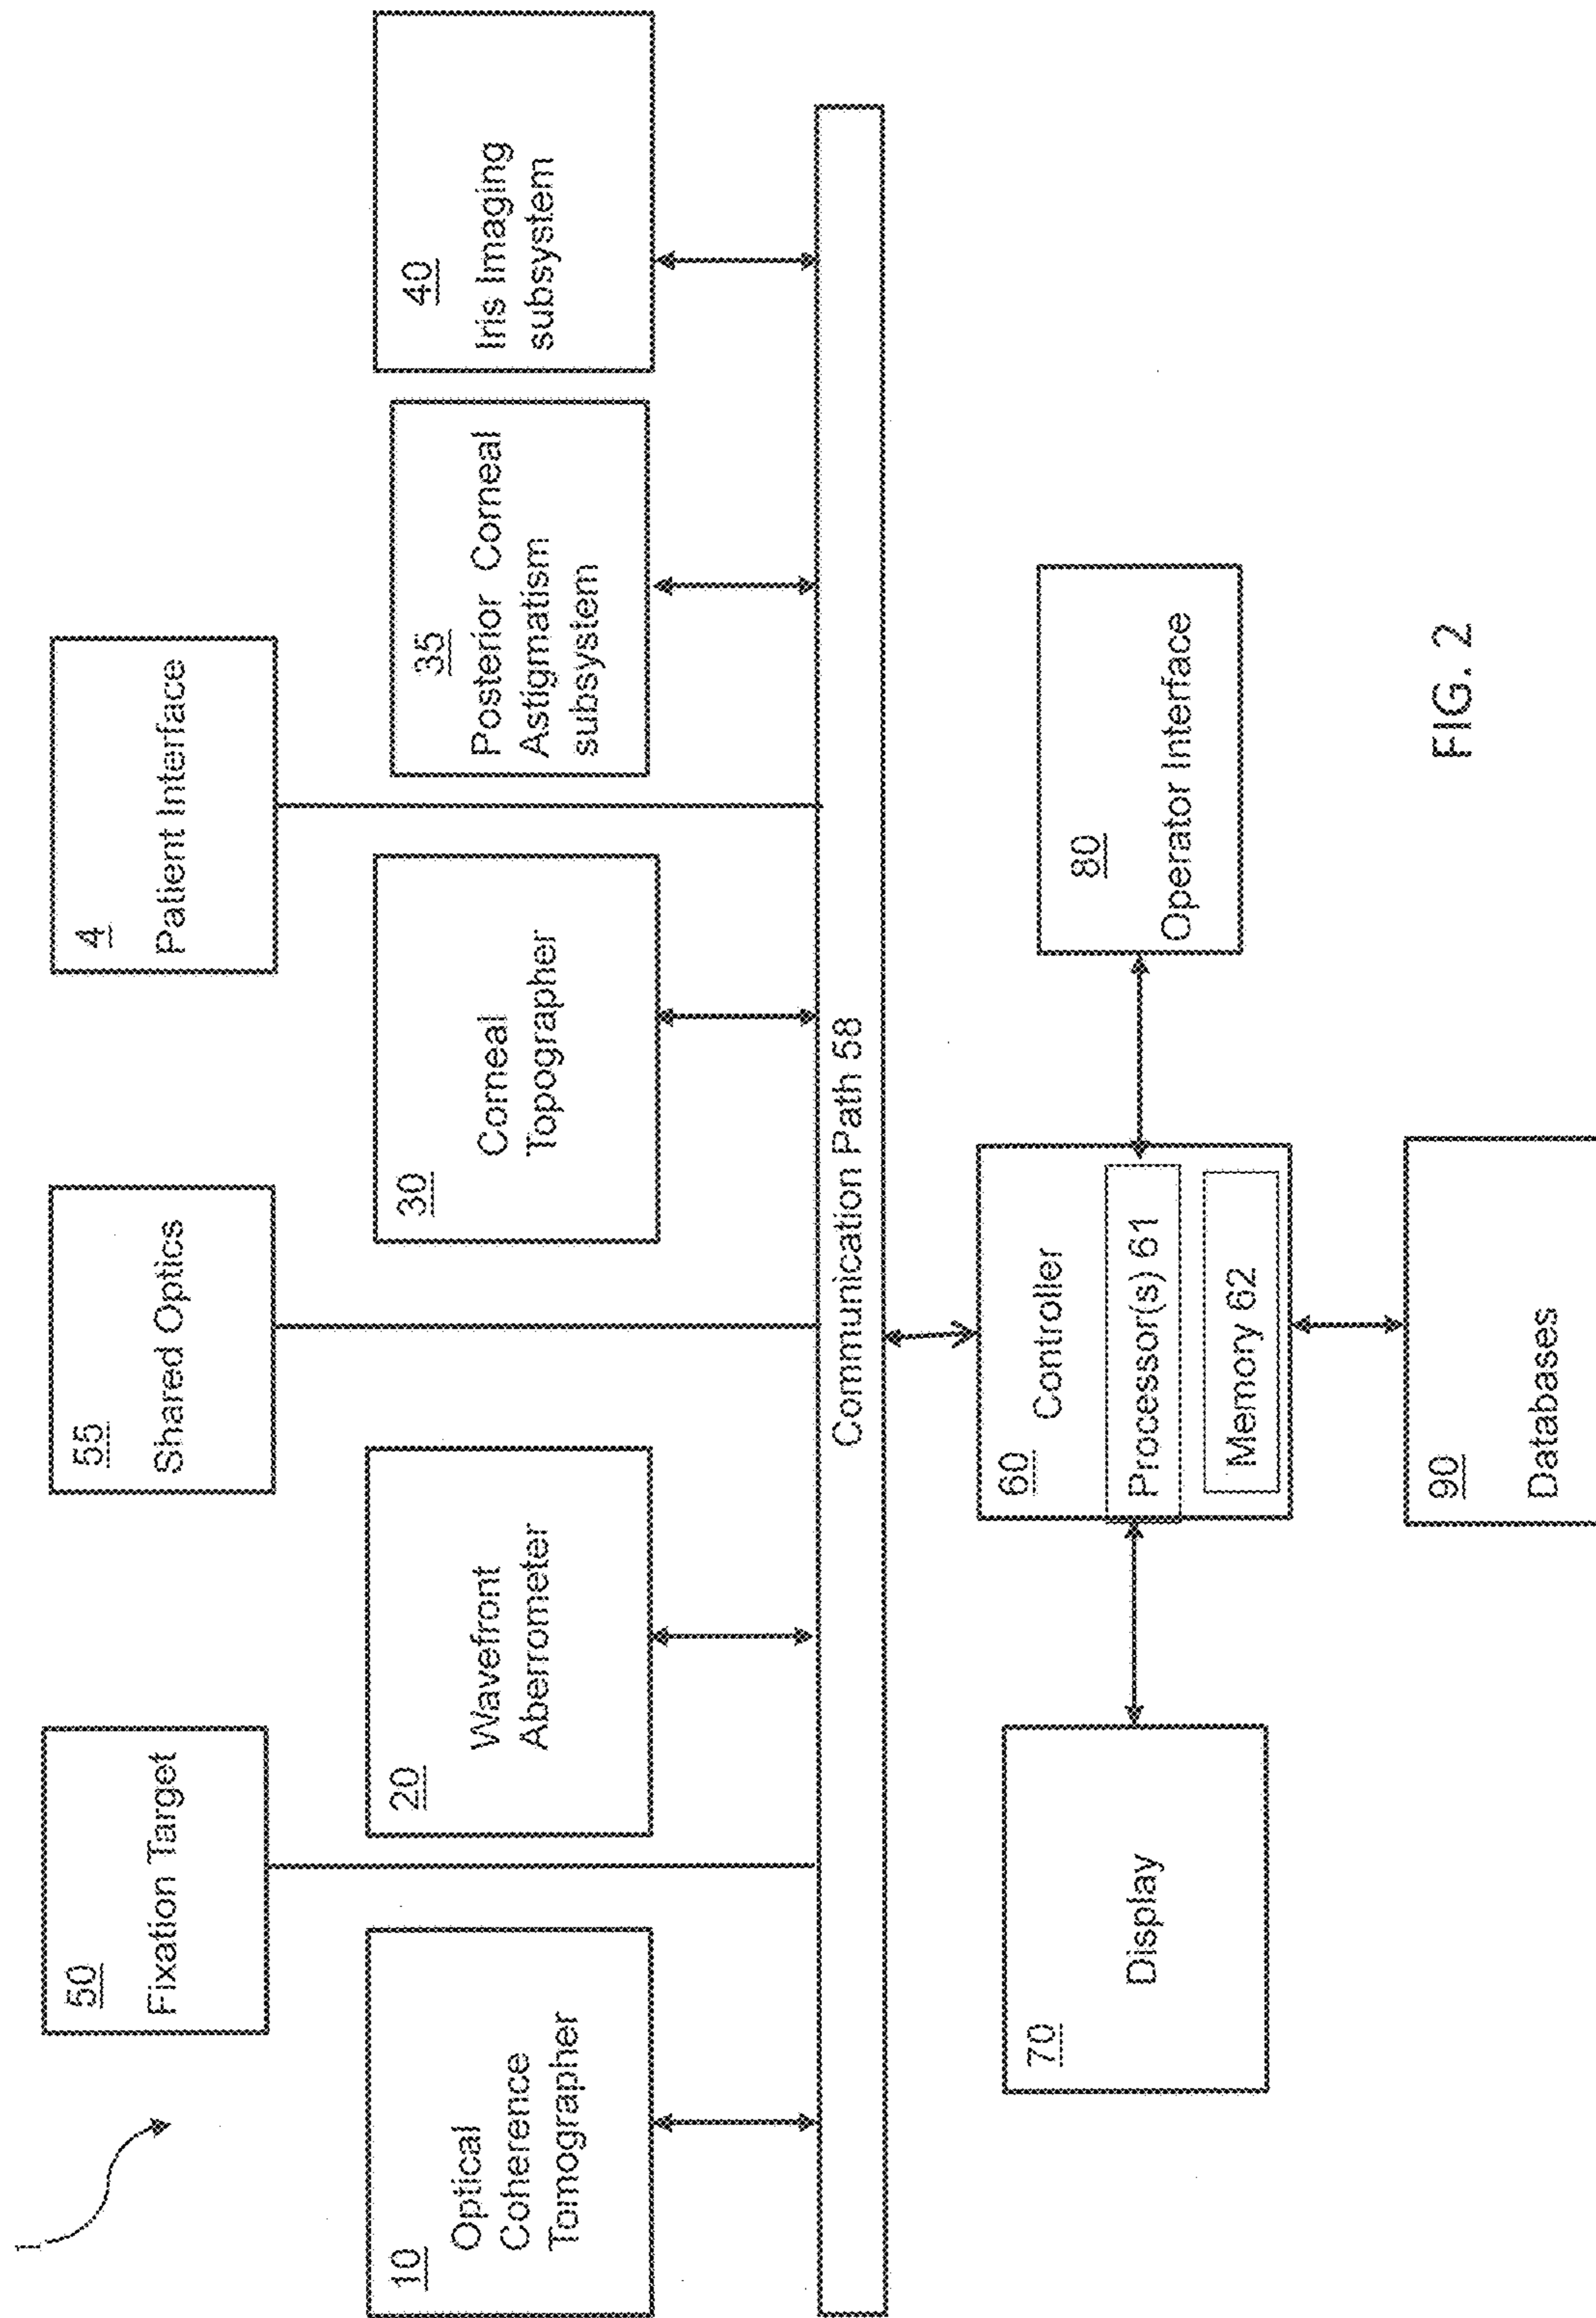 1
50
Fixation Target
55
Shared Optics
4
Patient Interface
10
Optical
Coherence
Tomographer
20
Wavefront
Aberrometer
30
Corneal
Topographer
35
Posterior Corneal
Astigmatism
subsystem
40
Iris Imaging
subsystem
Communication Path 58
70
Display
60
Controller
Processor(s) 61
Memory 62
80
Operator Interface
90
Databases
FIG. 2